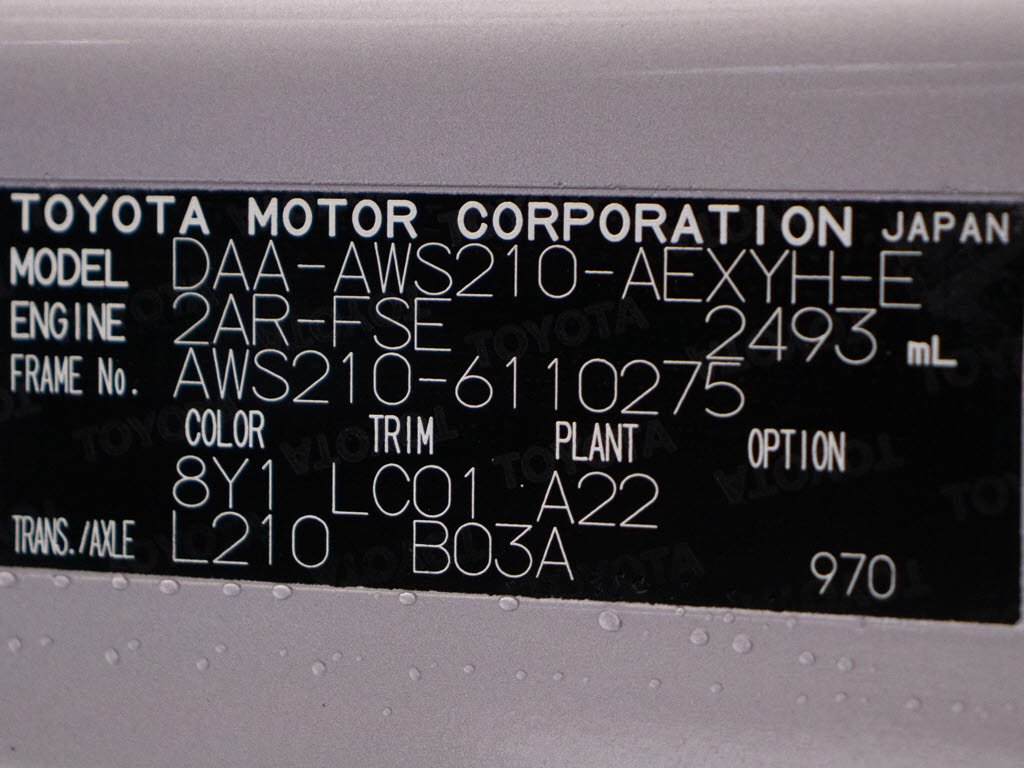 TOYOTA MOTOR CORPORATION JAPAN
MODEL DAA-AWS210-AEXYH-E
ENGINE 2AR-FSE 2493 mL
FRAME No. AWS210-6110275
COLOR TRIM PLANT OPTION
8Y1 LC01 A22
TRANS./AXLE L210 B03A 970